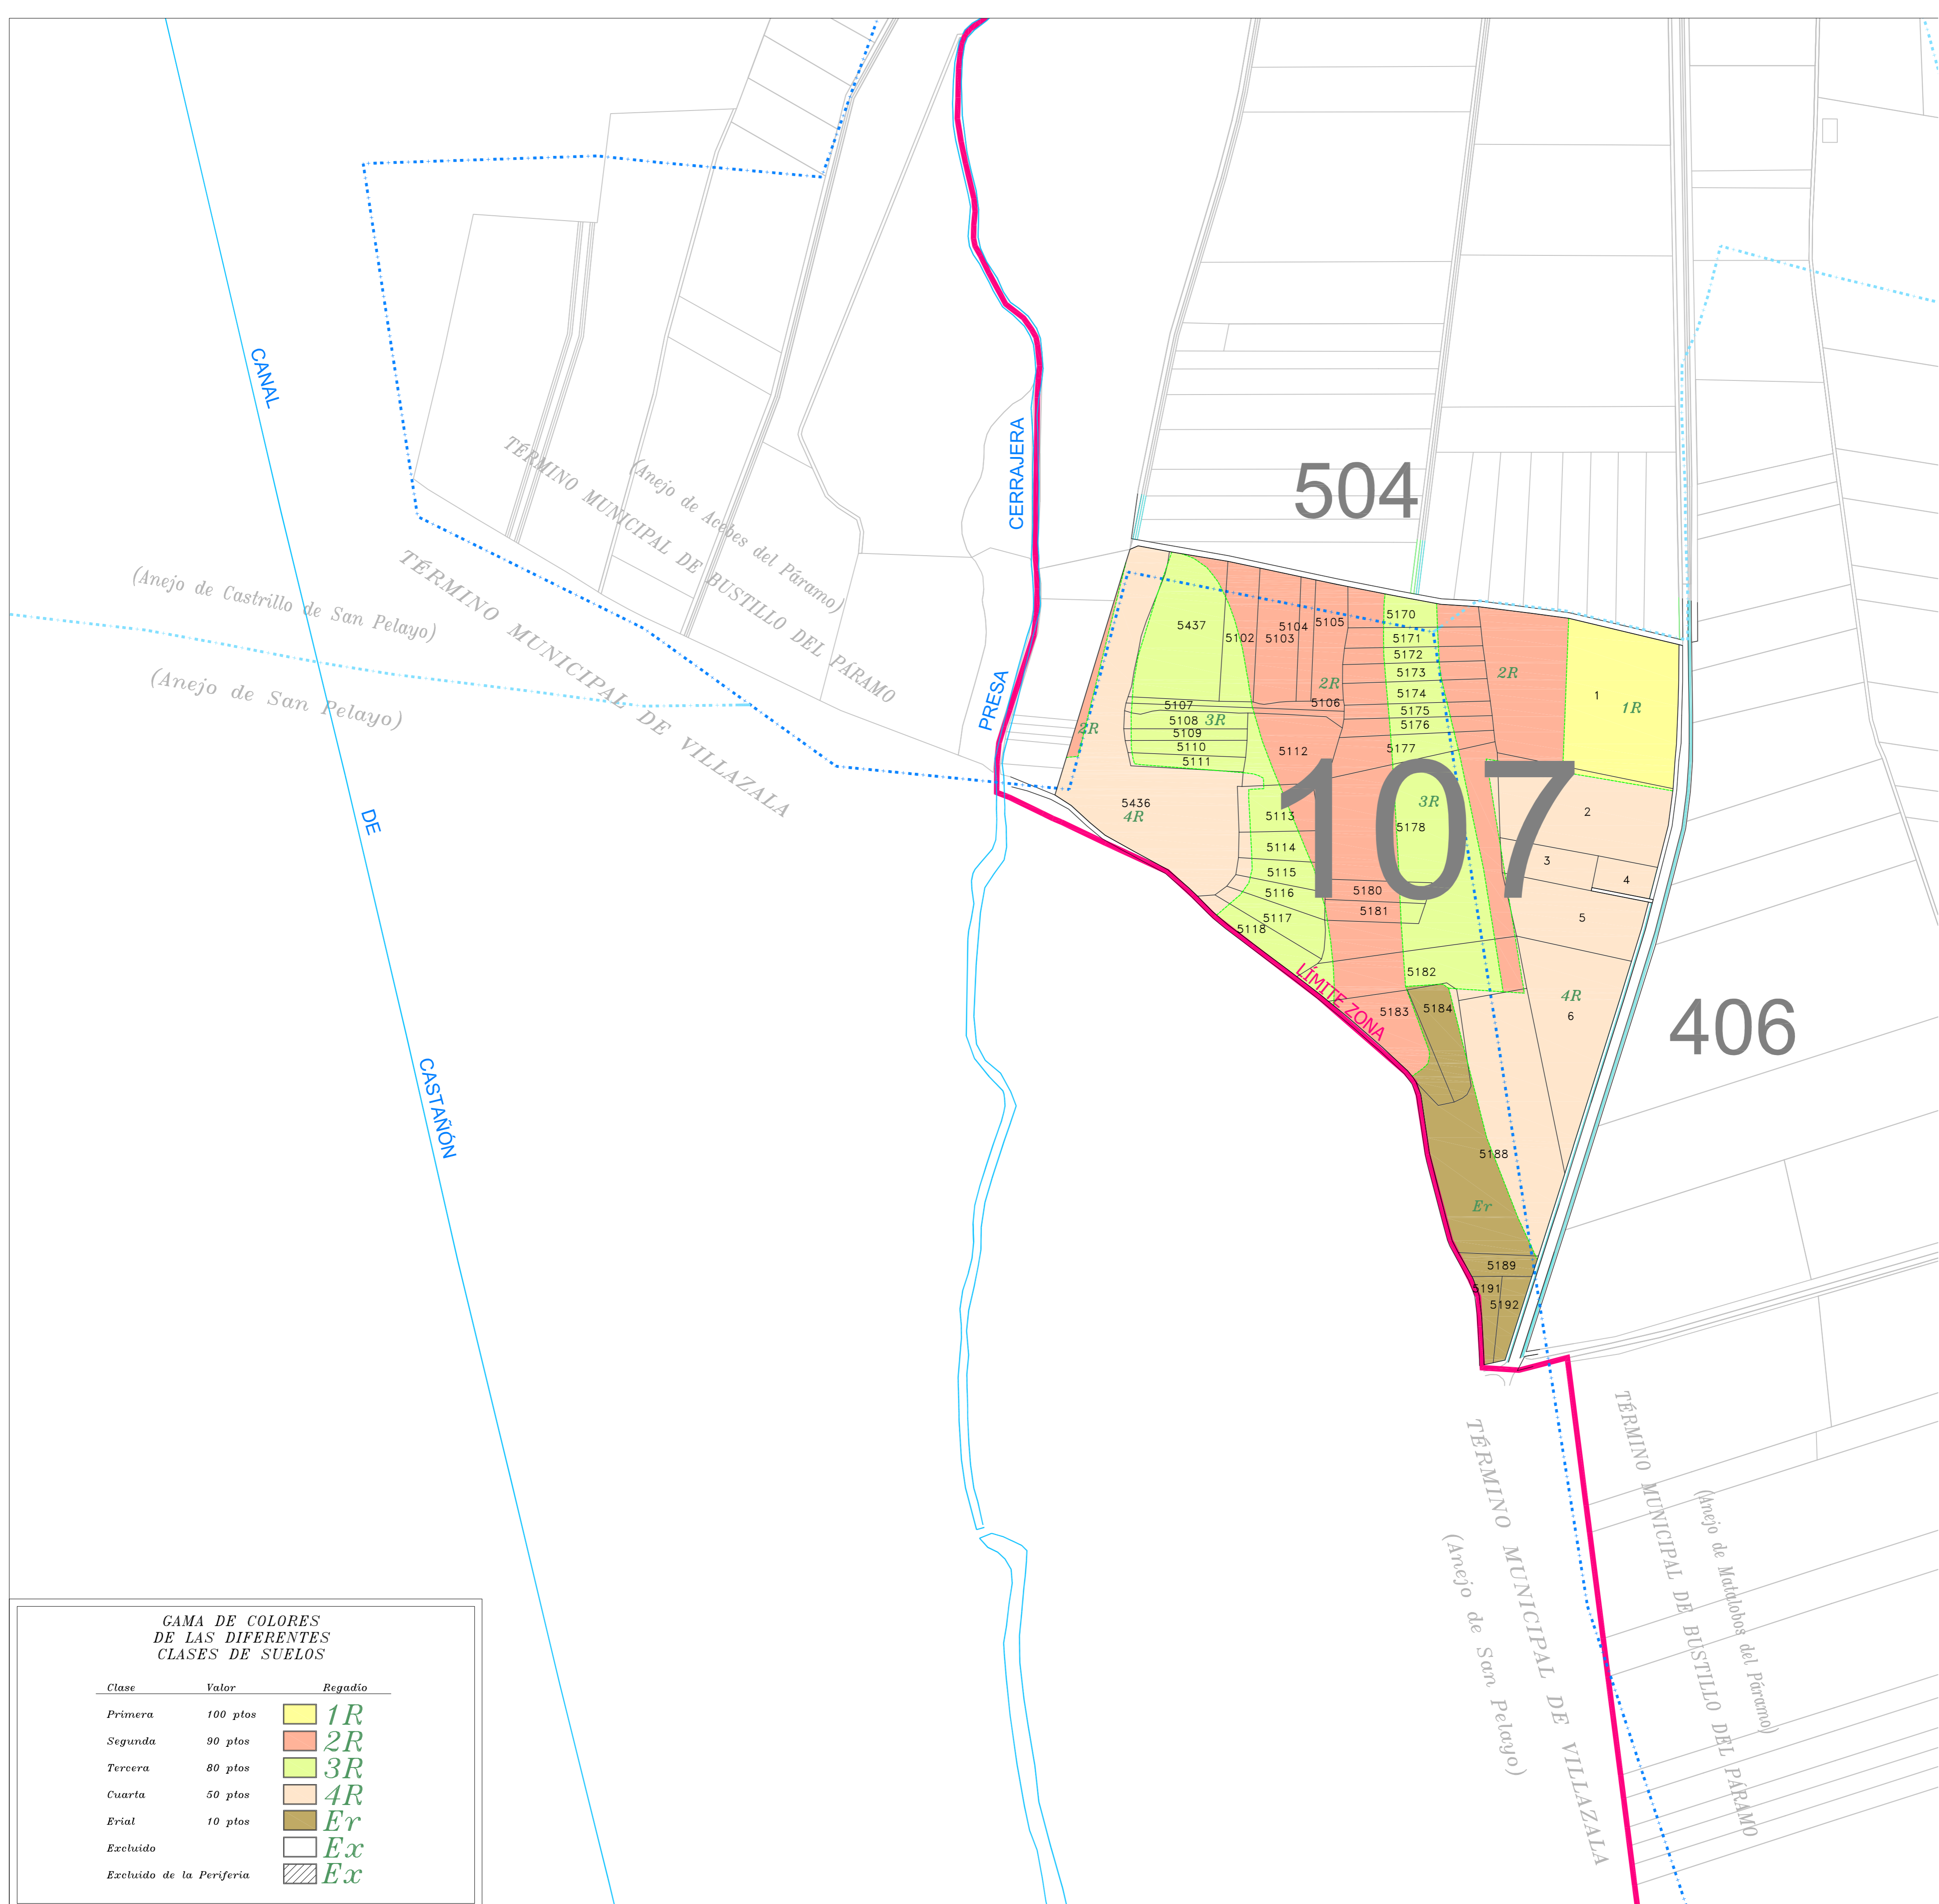 504
107
406
CANAL
DE
CASTAÑÓN
PRESA
CERRAJERA
LÍMITE ZONA
(Anejo de Acebes del Páramo)
TÉRMINO MUNICIPAL DE BUSTILLO DEL PÁRAMO
TÉRMINO MUNICIPAL DE VILLAZALA
(Anejo de Castrillo de San Pelayo)
(Anejo de San Pelayo)
5437
5102
5103
5104
5105
5106
5107
5108
5109
5110
5111
5112
5113
5114
5115
5116
5117
5118
5436
4R
2R
3R
2R
5170
5171
5172
5173
5174
5175
5176
5177
3R
5178
5180
5181
5182
5183
5184
5188
Er
5189
5191
5192
2R
1
1R
2
3
4
5
4R
6
TÉRMINO MUNICIPAL DE VILLAZALA
(Anejo de San Pelayo)
TÉRMINO MUNICIPAL DE BUSTILLO DEL PÁRAMO
(Anejo de Matalobos del Páramo)
GAMA DE COLORES
DE LAS DIFERENTES
CLASES DE SUELOS
Clase Valor Regadío
Primera 100 ptos 1R
Segunda 90 ptos 2R
Tercera 80 ptos 3R
Cuarta 50 ptos 4R
Erial 10 ptos Er
Excluido Ex
Excluido de la Periferia Ex